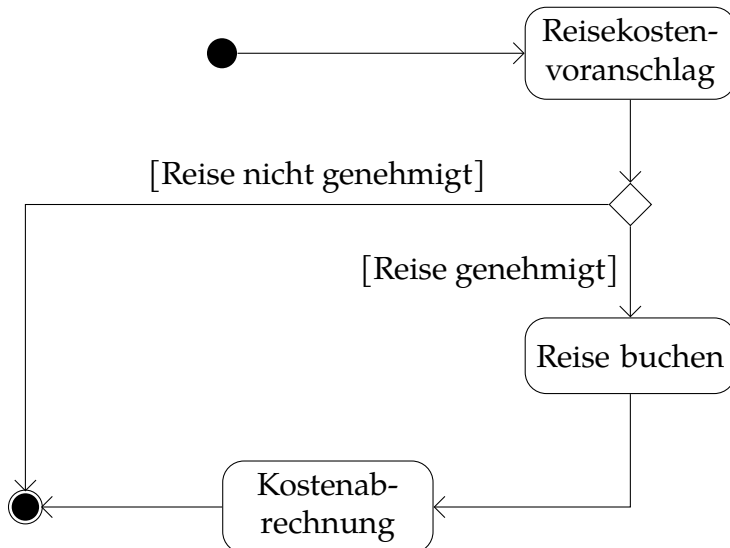 Reisekosten-
voranschlag
[Reise nicht genehmigt]
[Reise genehmigt]
Reise buchen
Kostenab-
rechnung